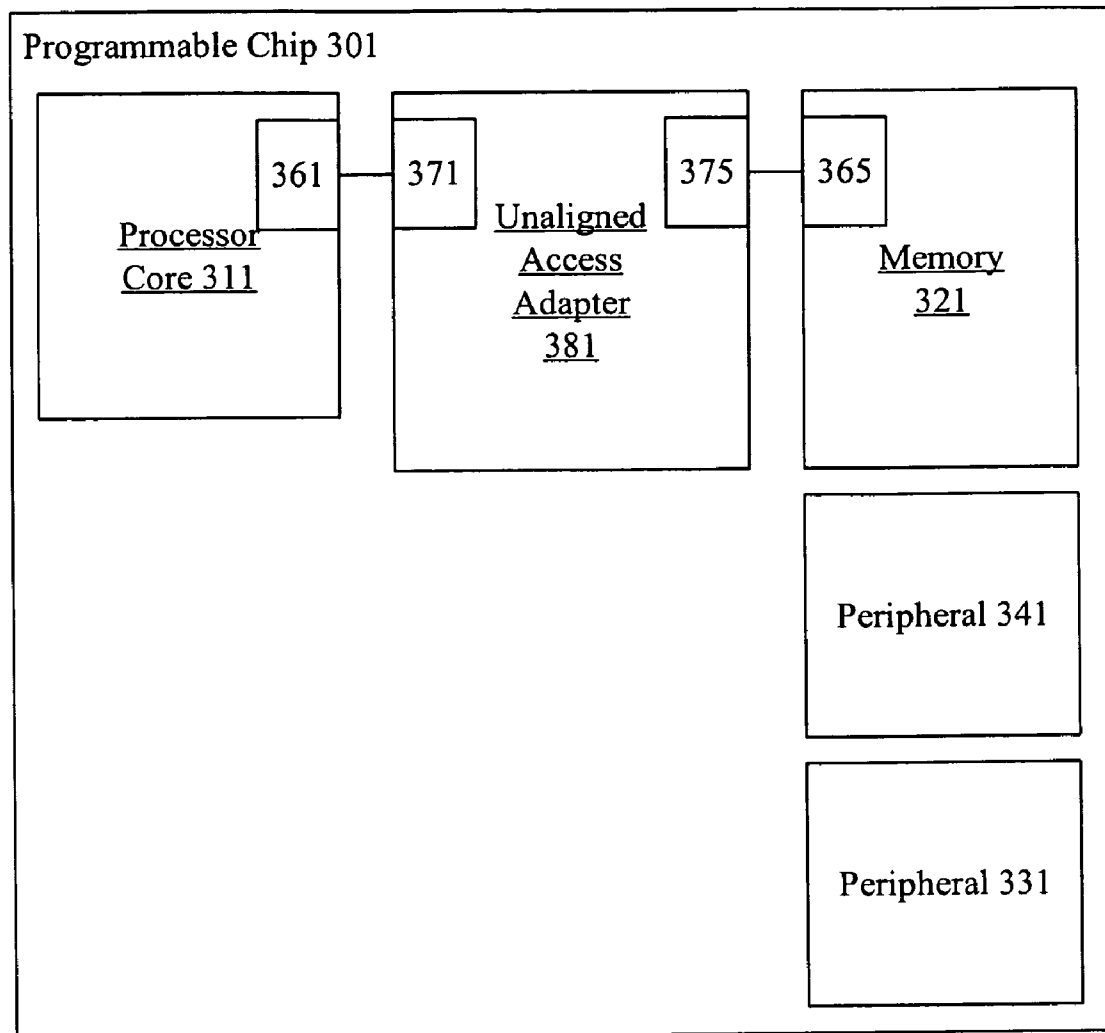 Programmable Chip 301
361
371
375
365
Processor
Core 311
Unaligned
Access
Adapter
381
Memory
321
Peripheral 341
Peripheral 331